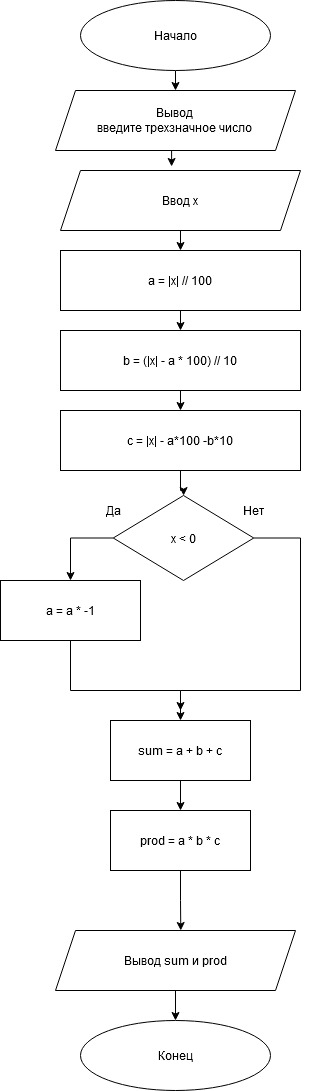 Начало
Вывод
введите трехзначное число
Ввод x
a = |x| // 100
b = (|x| - a * 100) // 10
c = |x| - a*100 -b*10
Да
Нет
x < 0
a = a * -1
sum = a + b + c
prod = a * b * c
Вывод sum и prod
Конец